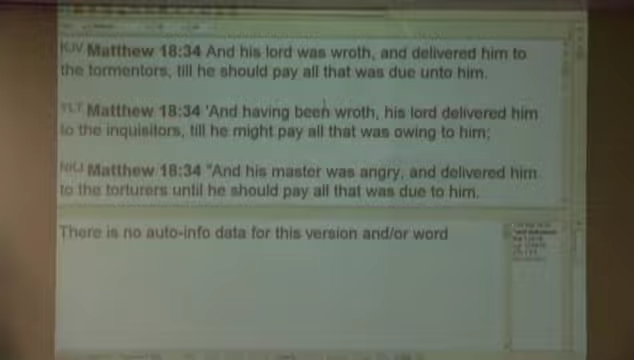 KJV Matthew 18:34 And his lord was wroth, and delivered him to
the tormentors, till he should pay all that was due unto him.
YLT Matthew 18:34 'And having been wroth, his lord delivered him
to the inquisitors, till he might pay all that was owing to him;
NKJ Matthew 18:34 "And his master was angry, and delivered him
to the torturers until he should pay all that was due to him.
There is no auto-info data for this version and/or word